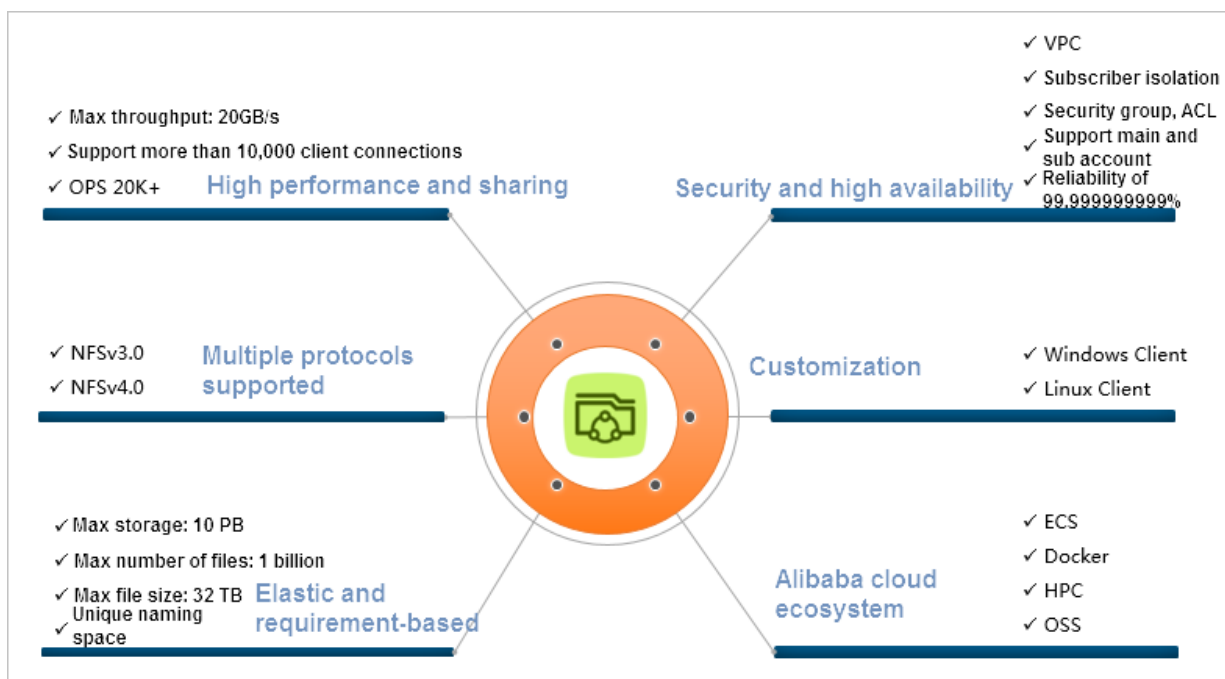 ✓ Max throughput: 20GB/s
✓ Support more than 10,000 client connections
✓ OPS 20K+
High performance and sharing
✓ VPC
✓ Subscriber isolation
✓ Security group, ACL
✓ Support main and
sub account
✓ Reliability of
99,999999999%
Security and high availability
✓ NFSv3.0
✓ NFSv4.0
Multiple protocols
supported
Customization
✓ Windows Client
✓ Linux Client
✓ Max storage: 10 PB
✓ Max number of files: 1 billion
✓ Max file size: 32 TB
✓ Unique naming
space
Elastic and
requirement-based
Alibaba cloud
ecosystem
✓ ECS
✓ Docker
✓ HPC
✓ OSS